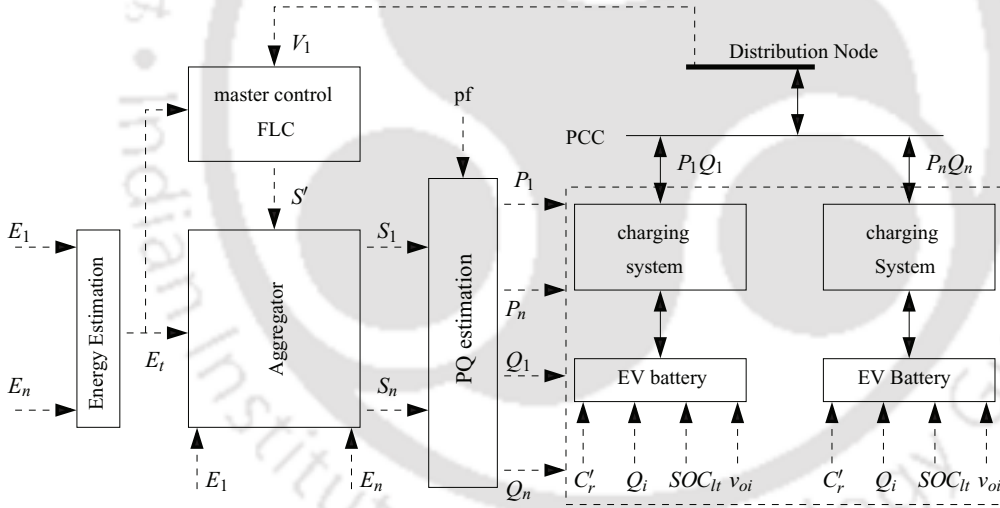 V1
Distribution Node
master control
FLC
pf
PCC
P1Q1
PnQn
S′
P1
E1
S1
charging
system
charging
System
Energy Estimation
Et
Aggregator
PQ estimation
Pn
Q1
En
Sn
EV battery
EV Battery
E1
En
Qn
C′r
Qi
SOClt
voi
C′r
Qi
SOClt
voi
Indian Institut